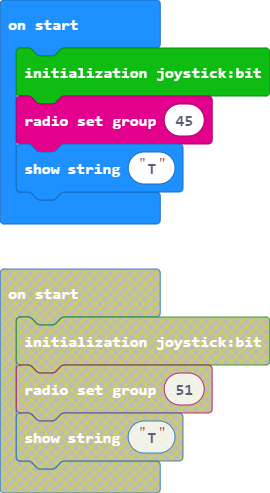 on start
initialization joystick:bit
radio set group 45
show string "T"
on start
initialization joystick:bit
radio set group 51
show string "T"